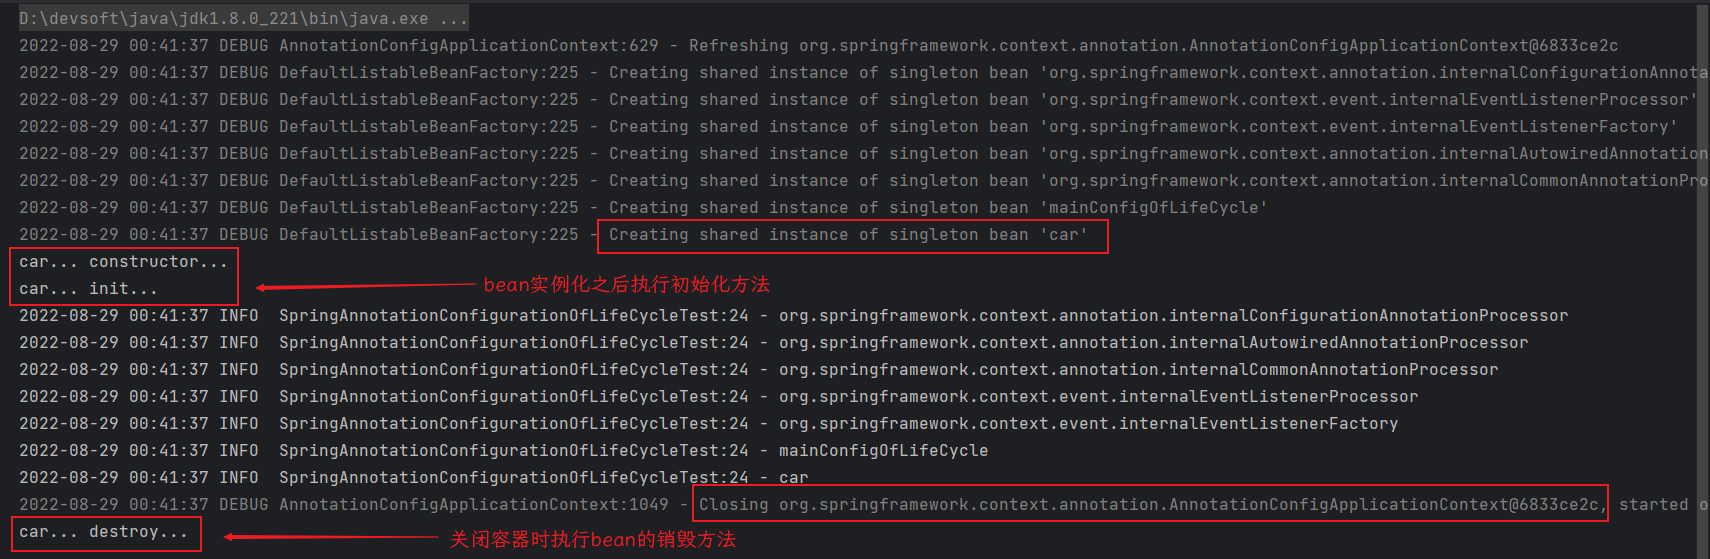 D:\devsoft\java\jdk1.8.0_221\bin\java.exe ...
2022-08-29 00:41:37 DEBUG AnnotationConfigApplicationContext:629 - Refreshing org.springframework.context.annotation.AnnotationConfigApplicationContext@6833ce2c
2022-08-29 00:41:37 DEBUG DefaultListableBeanFactory:225 - Creating shared instance of singleton bean 'org.springframework.context.annotation.internalConfigurationAnnota
2022-08-29 00:41:37 DEBUG DefaultListableBeanFactory:225 - Creating shared instance of singleton bean 'org.springframework.context.event.internalEventListenerProcessor'
2022-08-29 00:41:37 DEBUG DefaultListableBeanFactory:225 - Creating shared instance of singleton bean 'org.springframework.context.event.internalEventListenerFactory'
2022-08-29 00:41:37 DEBUG DefaultListableBeanFactory:225 - Creating shared instance of singleton bean 'org.springframework.context.annotation.internalAutowiredAnnotation
2022-08-29 00:41:37 DEBUG DefaultListableBeanFactory:225 - Creating shared instance of singleton bean 'org.springframework.context.annotation.internalCommonAnnotationPro
2022-08-29 00:41:37 DEBUG DefaultListableBeanFactory:225 - Creating shared instance of singleton bean 'mainConfigOfLifeCycle'
2022-08-29 00:41:37 DEBUG DefaultListableBeanFactory:225 - Creating shared instance of singleton bean 'car'
car... constructor...
car... init...
bean实例化之后执行初始化方法
2022-08-29 00:41:37 INFO  SpringAnnotationConfigurationOfLifeCycleTest:24 - org.springframework.context.annotation.internalConfigurationAnnotationProcessor
2022-08-29 00:41:37 INFO  SpringAnnotationConfigurationOfLifeCycleTest:24 - org.springframework.context.annotation.internalAutowiredAnnotationProcessor
2022-08-29 00:41:37 INFO  SpringAnnotationConfigurationOfLifeCycleTest:24 - org.springframework.context.annotation.internalCommonAnnotationProcessor
2022-08-29 00:41:37 INFO  SpringAnnotationConfigurationOfLifeCycleTest:24 - org.springframework.context.event.internalEventListenerProcessor
2022-08-29 00:41:37 INFO  SpringAnnotationConfigurationOfLifeCycleTest:24 - org.springframework.context.event.internalEventListenerFactory
2022-08-29 00:41:37 INFO  SpringAnnotationConfigurationOfLifeCycleTest:24 - mainConfigOfLifeCycle
2022-08-29 00:41:37 INFO  SpringAnnotationConfigurationOfLifeCycleTest:24 - car
2022-08-29 00:41:37 DEBUG AnnotationConfigApplicationContext:1049 - Closing org.springframework.context.annotation.AnnotationConfigApplicationContext@6833ce2c, started o
car... destroy...
关闭容器时执行bean的销毁方法